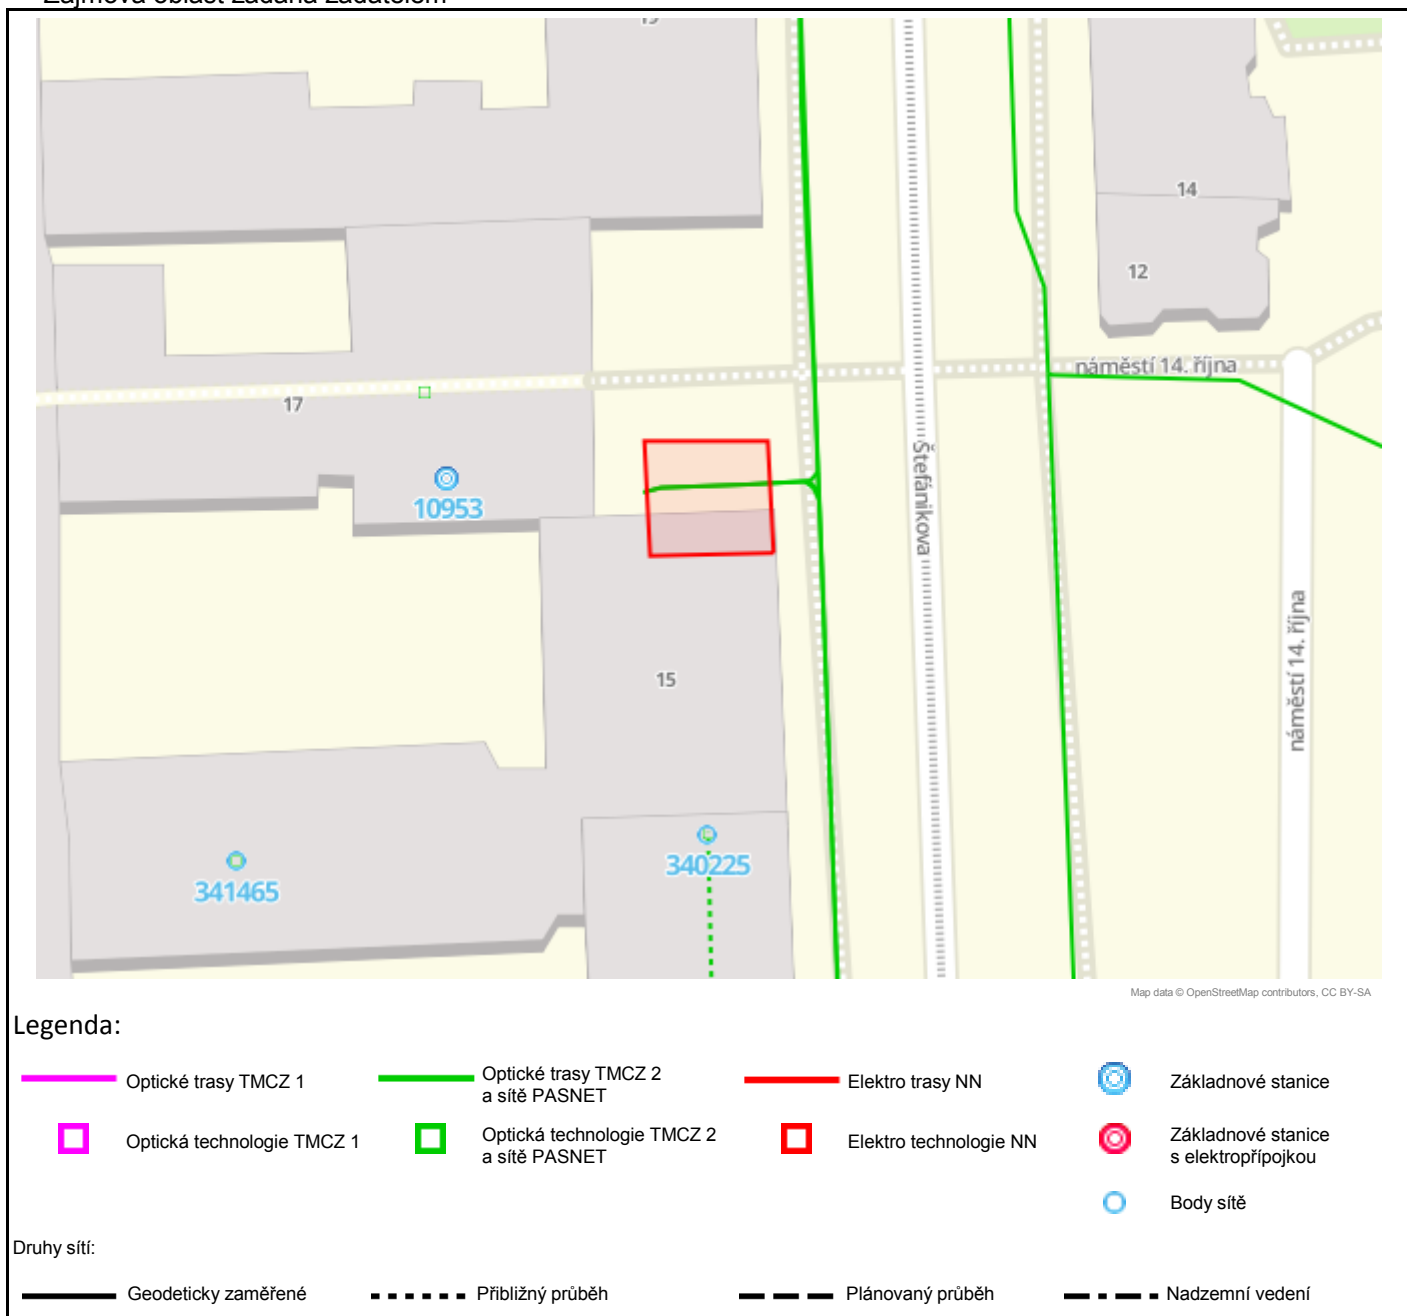 Zájmová oblast zadaná žadatelem
19
14
12
náměstí 14. října
17
10953
Štefánikova
náměstí 14. října
15
340225
341465
Map data © OpenStreetMap contributors, CC BY-SA
Legenda:
Optické trasy TMCZ 1
Optické trasy TMCZ 2
a sítě PASNET
Elektro trasy NN
Základnové stanice
Optická technologie TMCZ 1
Optická technologie TMCZ 2
a sítě PASNET
Elektro technologie NN
Základnové stanice
s elektropřípojkou
Body sítě
Druhy sítí:
Geodeticky zaměřené
Přibližný průběh
Plánovaný průběh
Nadzemní vedení